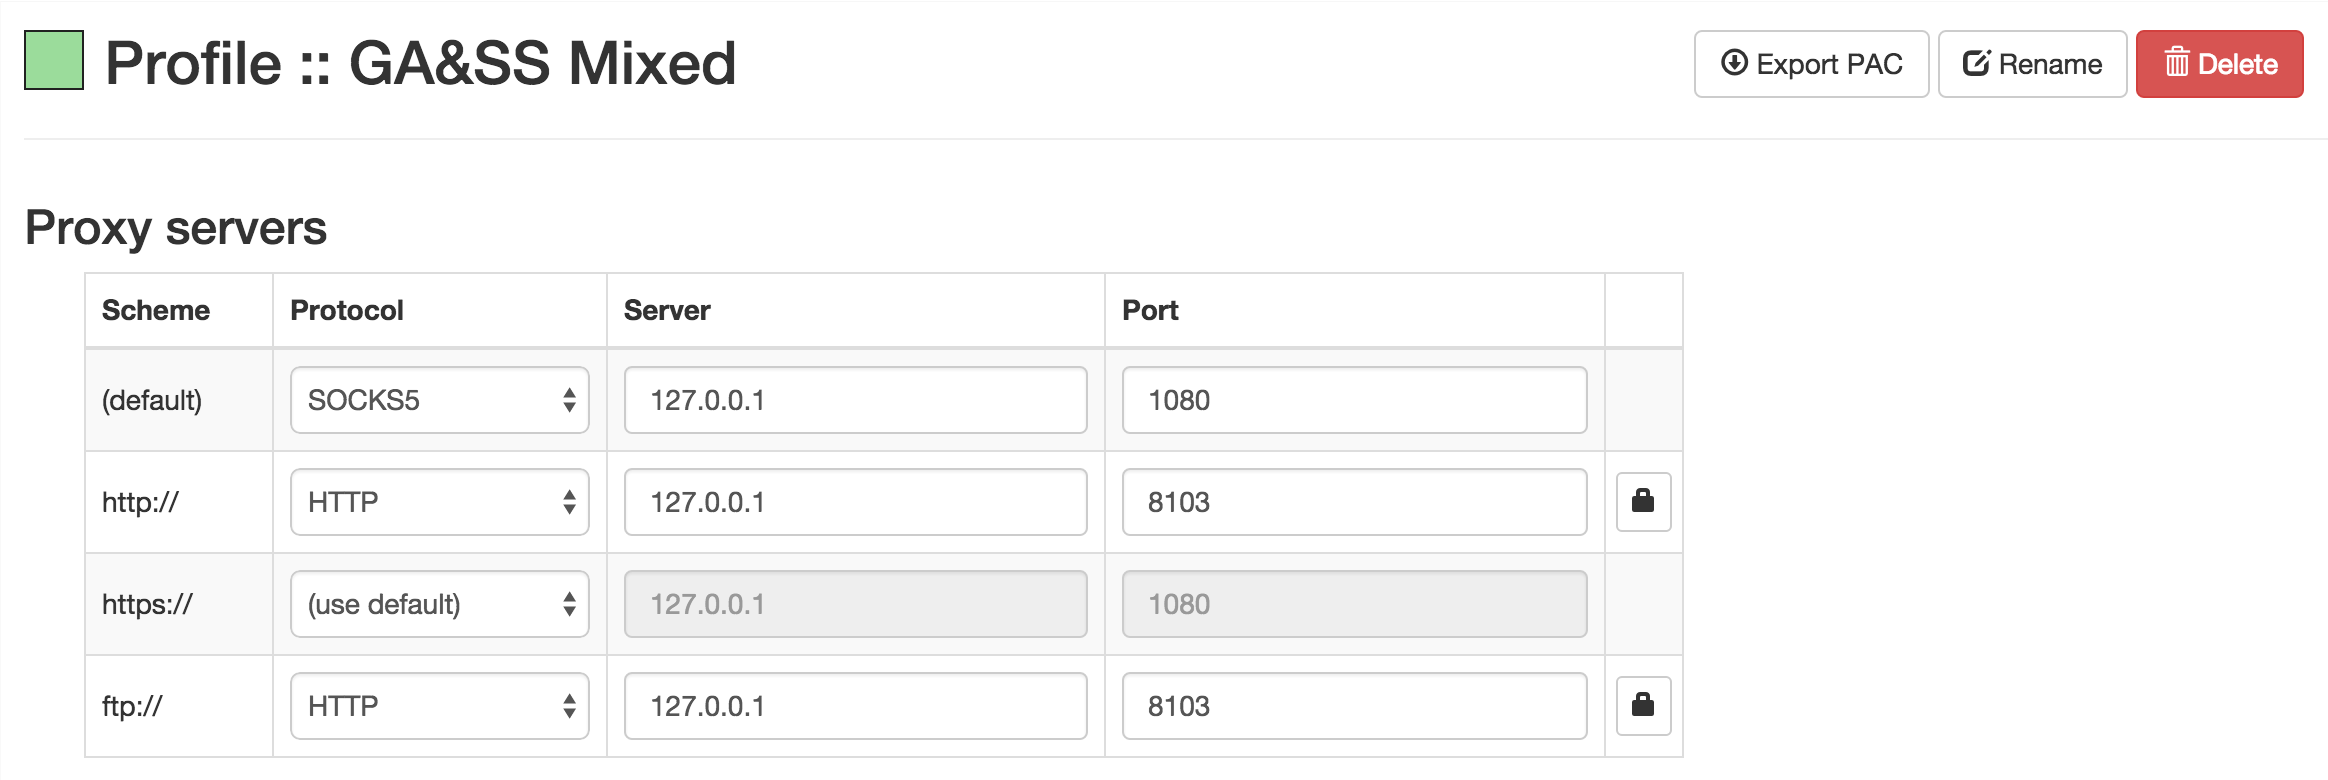 Profile :: GA&SS Mixed
Export PAC
Rename
Delete
Proxy servers
Scheme Protocol Server Port
(default) SOCKS5 127.0.0.1 1080
http:// HTTP 127.0.0.1 8103
https:// (use default) 127.0.0.1 1080
ftp:// HTTP 127.0.0.1 8103